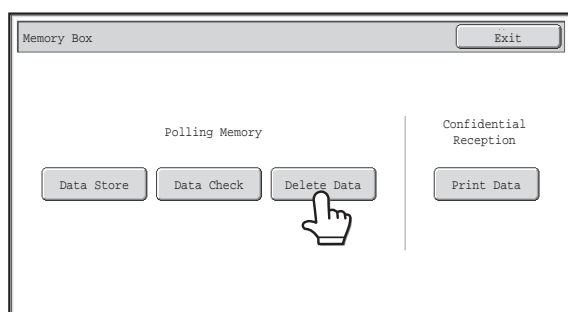 Memory Box
Exit
Polling Memory
Confidential
Reception
Data Store
Data Check
Delete Data
Print Data